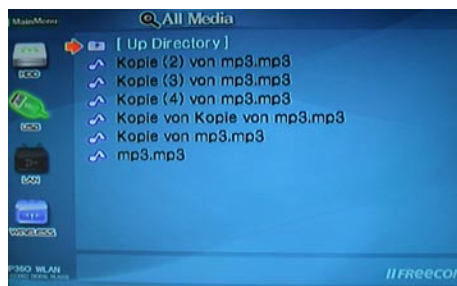 MainMenu
All Media
[ Up Directory ]
Kopie (2) von mp3.mp3
Kopie (3) von mp3.mp3
Kopie (4) von mp3.mp3
Kopie von Kopie von mp3.mp3
Kopie von mp3.mp3
mp3.mp3
HDD
USB
LAN
WIRELESS
P350 WLAN
FREECO